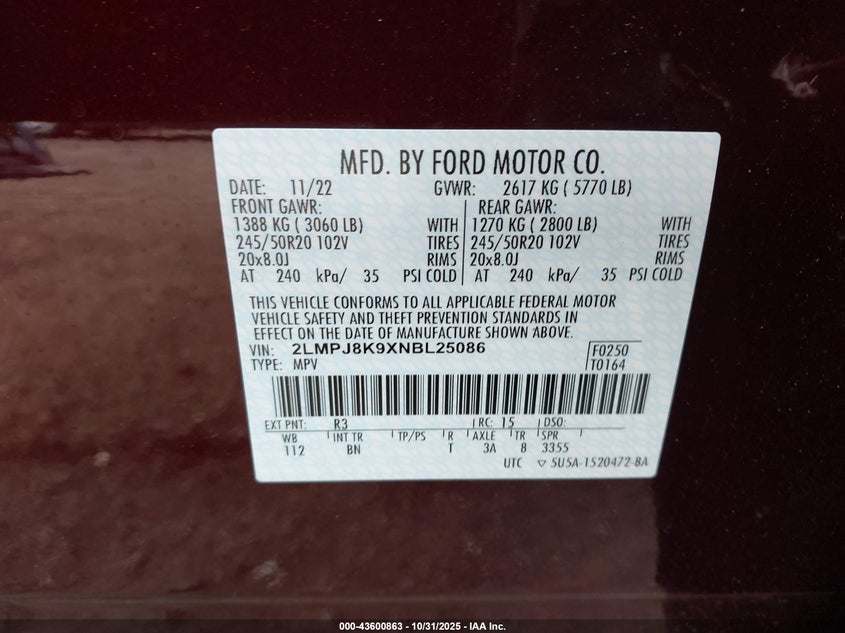 MFD. BY FORD MOTOR CO.
DATE: 11/22 GVWR: 2617 KG ( 5770 LB)
FRONT GAWR: REAR GAWR:
1388 KG ( 3060 LB) WITH 1270 KG ( 2800 LB) WITH
245/50R20 102V TIRES 245/50R20 102V TIRES
20x8.0J RIMS 20x8.0J RIMS
AT 240 kPa/ 35 PSI COLD AT 240 kPa/ 35 PSI COLD
THIS VEHICLE CONFORMS TO ALL APPLICABLE FEDERAL MOTOR
VEHICLE SAFETY AND THEFT PREVENTION STANDARDS IN
EFFECT ON THE DATE OF MANUFACTURE SHOWN ABOVE.
VIN: 2LMPJ8K9XNBL25086 F0250
TYPE: MPV T0164
EXT PNT: R3 RC: 15 DSO:
WB INT TR TP/PS R AXLE TR SPR
112 BN T 3A 8 3355
UTC ▽ 5U5A-1520472-BA
000-43600863 - 10/31/2025 - IAA Inc.